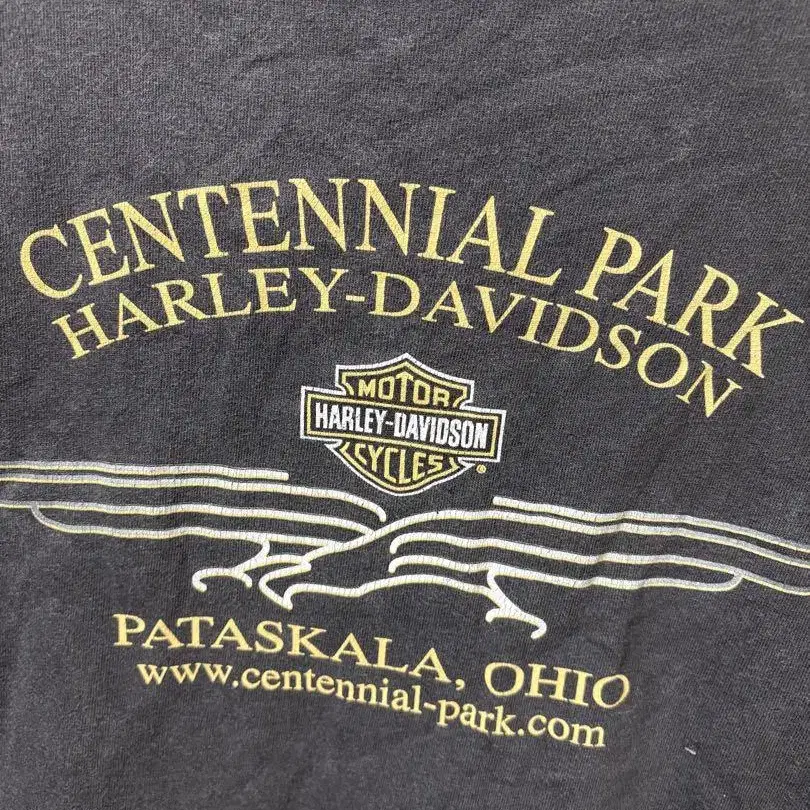 CENTENNIAL PARK
HARLEY-DAVIDSON
MOTOR
HARLEY-DAVIDSON
CYCLES
®
PATASKALA, OHIO
www.centennial-park.com